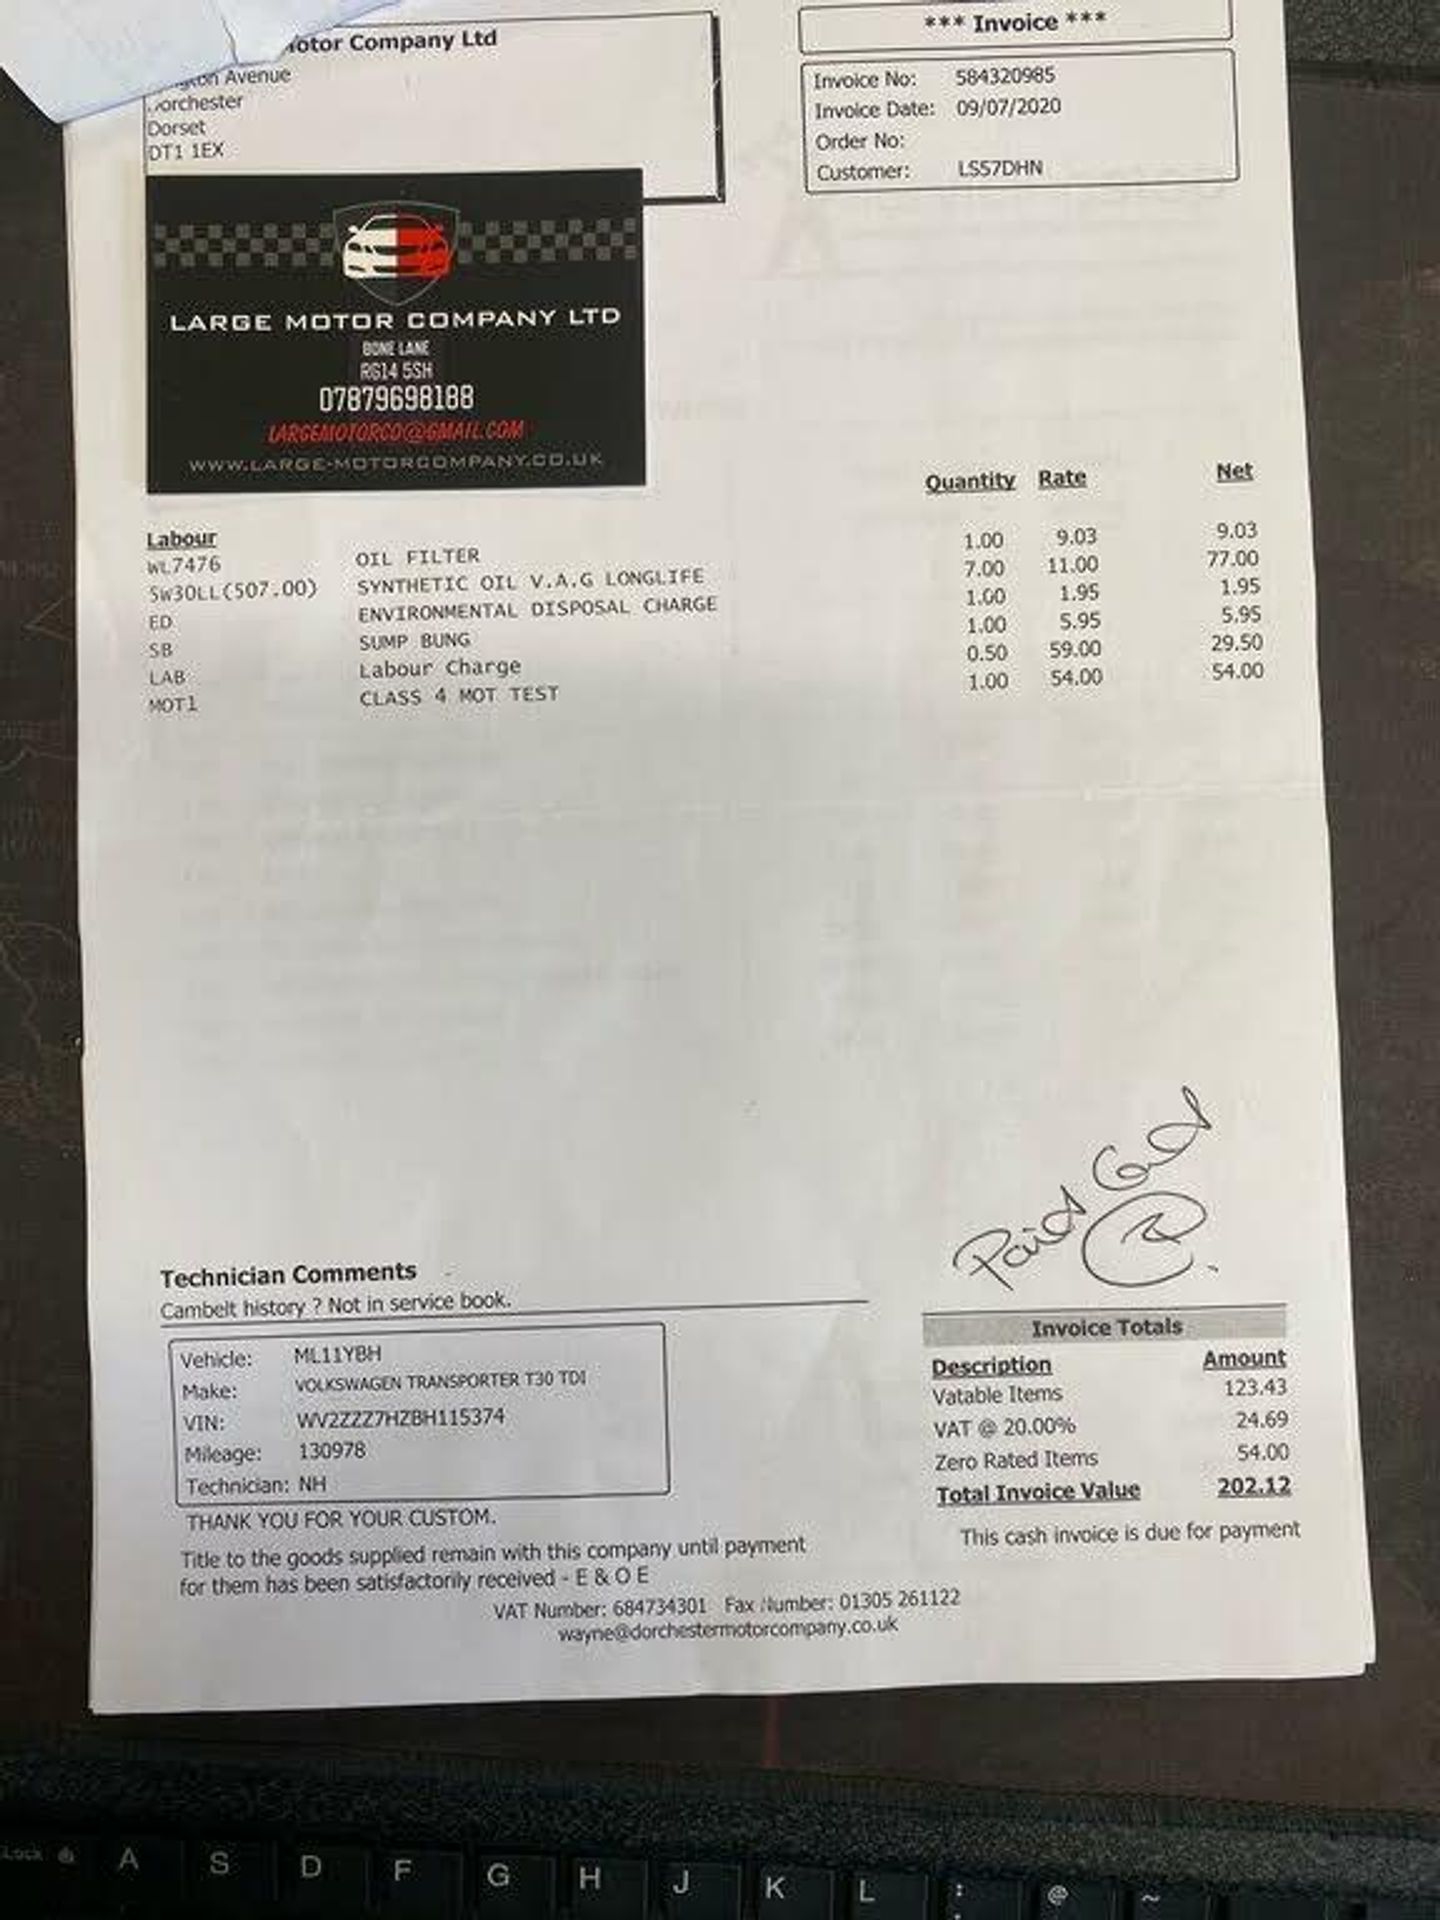 Motor Company Ltd
Avenue
Dorchester
Dorset
DT1 1EX
*** Invoice ***
Invoice No: 584320985
Invoice Date: 09/07/2020
Order No:
Customer: LS57DHN
LARGE MOTOR COMPANY LTD
BONE LANE
RG14 5SH
07879698188
LARGEMOTORCO@GMAIL.COM
WWW.LARGE-MOTORCOMPANY.CO.UK
Quantity Rate Net
Labour
WL7476 OIL FILTER 1.00 9.03 9.03
5W30LL(507.00) SYNTHETIC OIL V.A.G LONGLIFE 7.00 11.00 77.00
ED ENVIRONMENTAL DISPOSAL CHARGE 1.00 1.95 1.95
SB SUMP BUNG 1.00 5.95 5.95
LAB Labour Charge 0.50 59.00 29.50
MOT1 CLASS 4 MOT TEST 1.00 54.00 54.00
Paid Card
Technician Comments
Cambelt history ? Not in service book.
Vehicle: ML11YBH
Make: VOLKSWAGEN TRANSPORTER T30 TDI
VIN: WV2ZZZ7HZBH115374
Mileage: 130978
Technician: NH
Invoice Totals
Description Amount
Vatable Items 123.43
VAT @ 20.00% 24.69
Zero Rated Items 54.00
Total Invoice Value 202.12
This cash invoice is due for payment
THANK YOU FOR YOUR CUSTOM.
Title to the goods supplied remain with this company until payment
for them has been satisfactorily received - E & O E
VAT Number: 684734301 Fax Number: 01305 261122
wayne@dorchestermotorcompany.co.uk
Lock A S D F G H J K L : ; @ ~